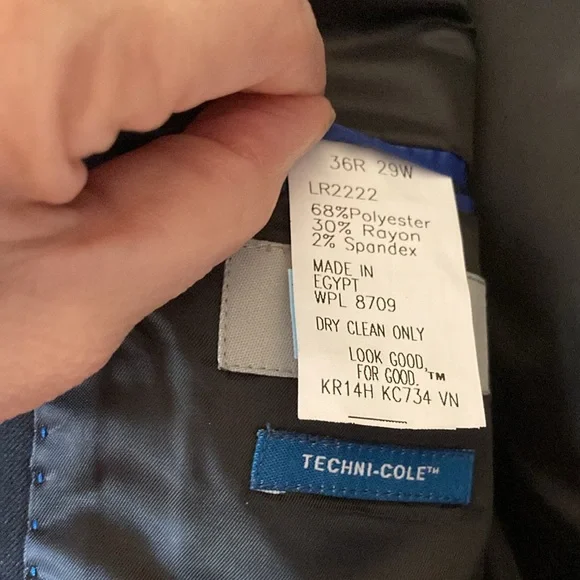 36R 29W
LR2222
68%Polyester
30% Rayon
2% Spandex
MADE IN
EGYPT
WPL 8709
DRY CLEAN ONLY
LOOK GOOD,
FOR GOOD.™
KR14H KC734 VN
TECHNI-COLE™